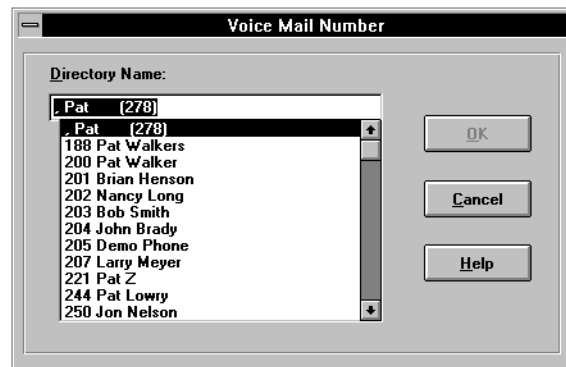 Voice Mail Number
Directory Name:
, Pat (278)
, Pat (278)
188 Pat Walkers
200 Pat Walker
201 Brian Henson
202 Nancy Long
203 Bob Smith
204 John Brady
205 Demo Phone
207 Larry Meyer
221 Pat Z
244 Pat Lowry
250 Jon Nelson
OK
Cancel
Help